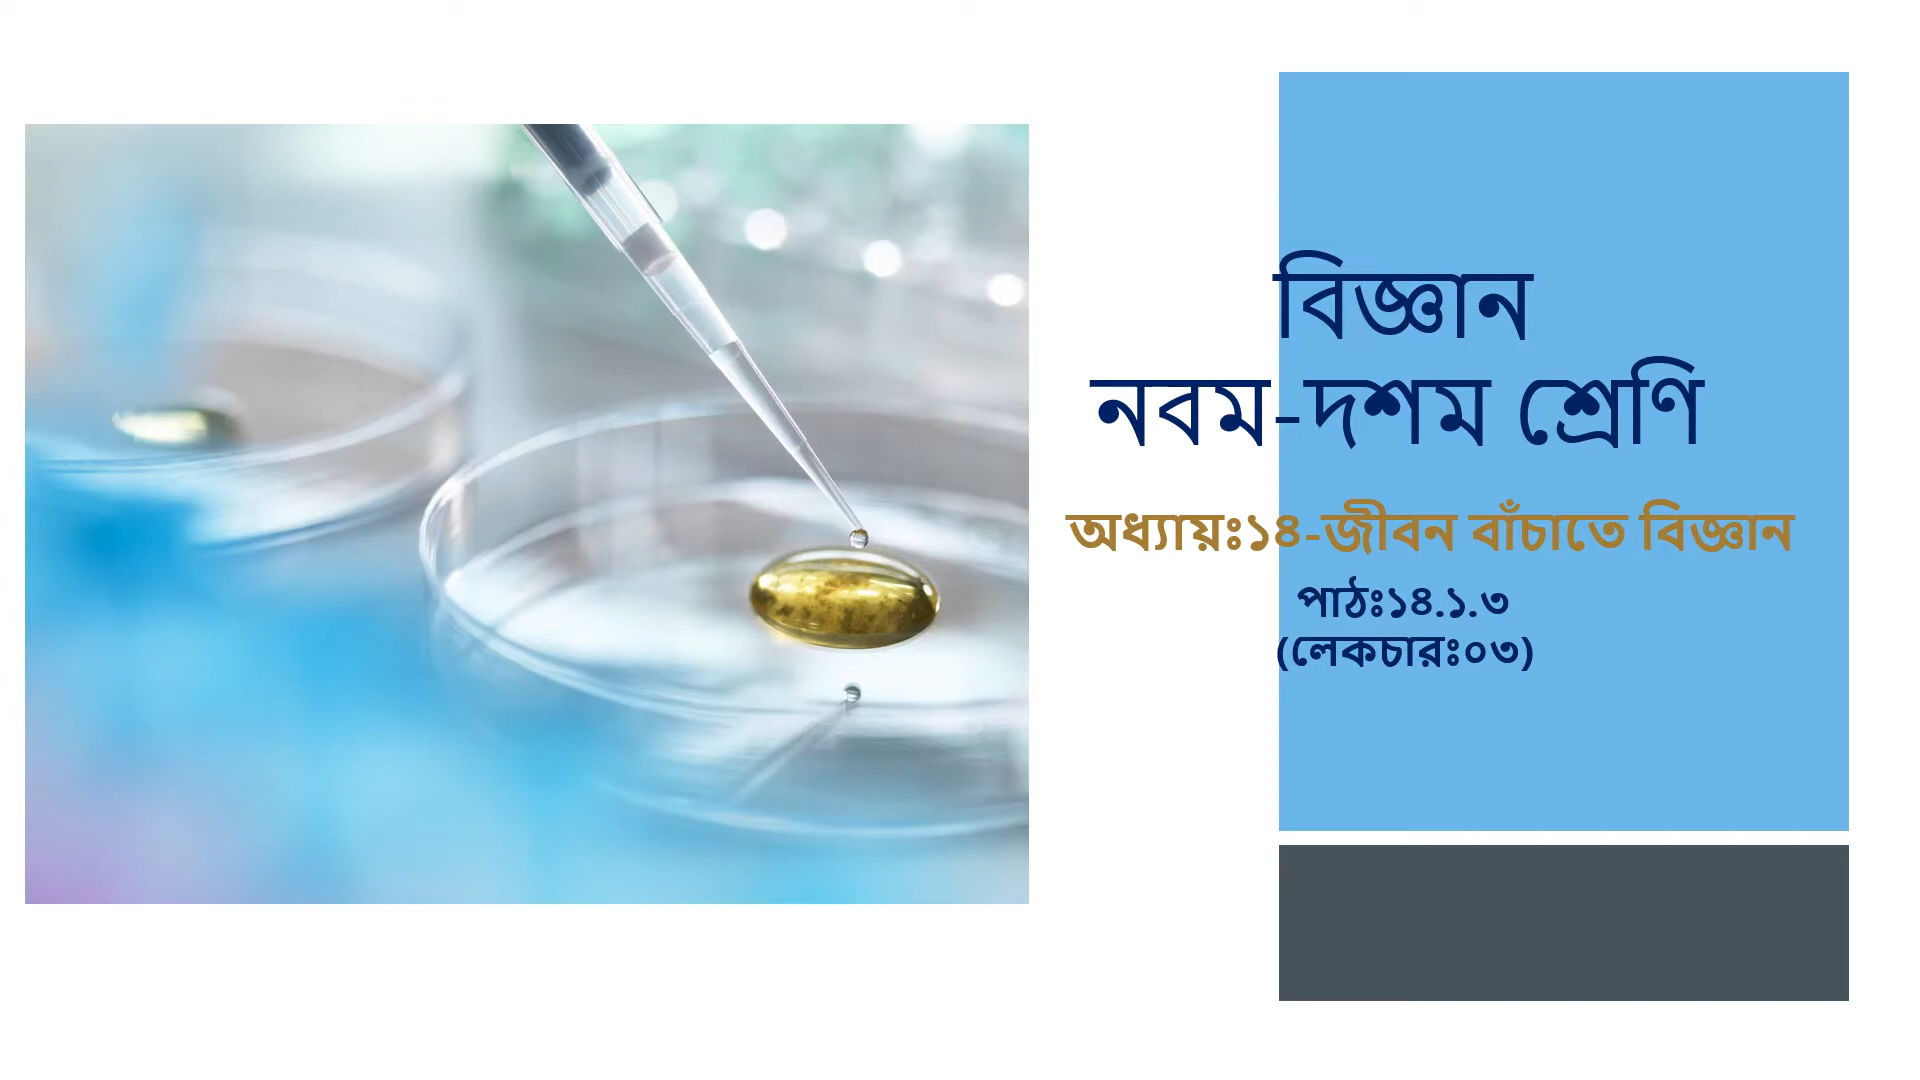 বিজ্ঞান
নবম-দশম শ্রেণি
অধ্যায়ঃ১৪-জীবন বাঁচাতে বিজ্ঞান
পাঠঃ১৪.১.৩
(লেকচারঃ০৩)